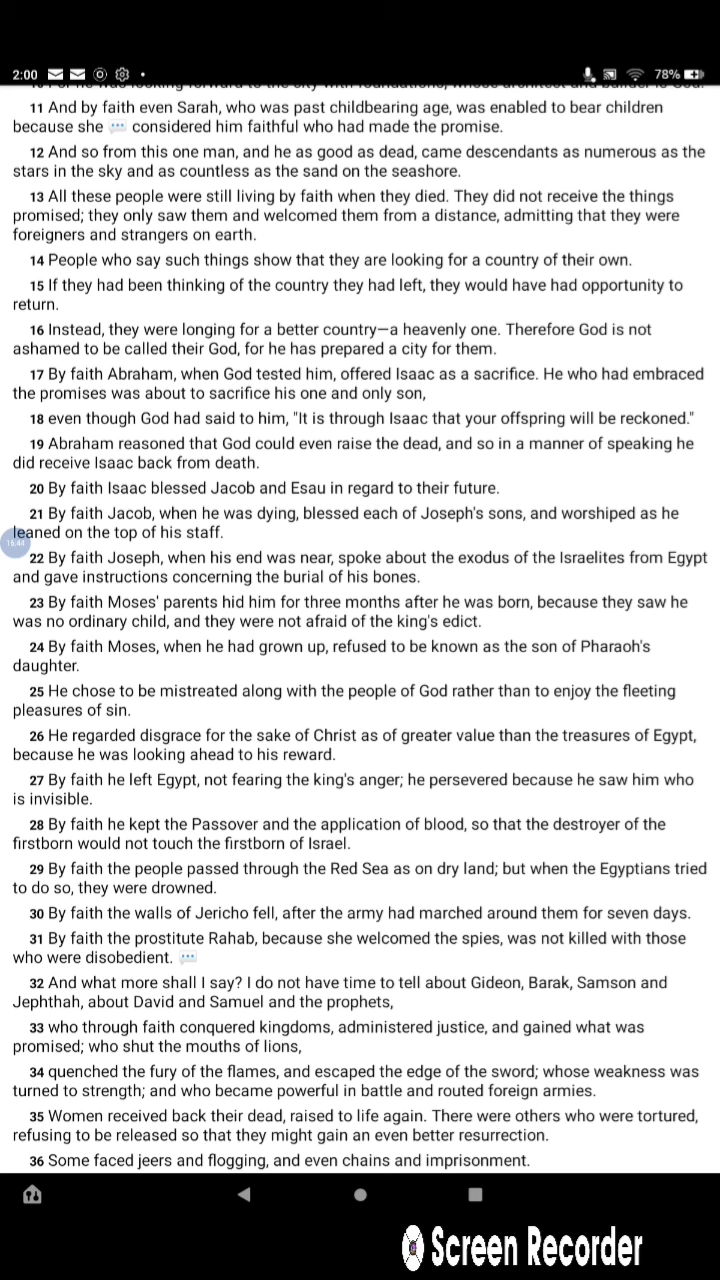 2:00 78%
10 For he was looking forward to the city with foundations, whose architect and builder is God.
11 And by faith even Sarah, who was past childbearing age, was enabled to bear children
because she considered him faithful who had made the promise.
12 And so from this one man, and he as good as dead, came descendants as numerous as the
stars in the sky and as countless as the sand on the seashore.
13 All these people were still living by faith when they died. They did not receive the things
promised; they only saw them and welcomed them from a distance, admitting that they were
foreigners and strangers on earth.
14 People who say such things show that they are looking for a country of their own.
15 If they had been thinking of the country they had left, they would have had opportunity to
return.
16 Instead, they were longing for a better country—a heavenly one. Therefore God is not
ashamed to be called their God, for he has prepared a city for them.
17 By faith Abraham, when God tested him, offered Isaac as a sacrifice. He who had embraced
the promises was about to sacrifice his one and only son,
18 even though God had said to him, "It is through Isaac that your offspring will be reckoned."
19 Abraham reasoned that God could even raise the dead, and so in a manner of speaking he
did receive Isaac back from death.
20 By faith Isaac blessed Jacob and Esau in regard to their future.
21 By faith Jacob, when he was dying, blessed each of Joseph's sons, and worshiped as he
leaned on the top of his staff.
22 By faith Joseph, when his end was near, spoke about the exodus of the Israelites from Egypt
and gave instructions concerning the burial of his bones.
23 By faith Moses' parents hid him for three months after he was born, because they saw he
was no ordinary child, and they were not afraid of the king's edict.
24 By faith Moses, when he had grown up, refused to be known as the son of Pharaoh's
daughter.
25 He chose to be mistreated along with the people of God rather than to enjoy the fleeting
pleasures of sin.
26 He regarded disgrace for the sake of Christ as of greater value than the treasures of Egypt,
because he was looking ahead to his reward.
27 By faith he left Egypt, not fearing the king's anger; he persevered because he saw him who
is invisible.
28 By faith he kept the Passover and the application of blood, so that the destroyer of the
firstborn would not touch the firstborn of Israel.
29 By faith the people passed through the Red Sea as on dry land; but when the Egyptians tried
to do so, they were drowned.
30 By faith the walls of Jericho fell, after the army had marched around them for seven days.
31 By faith the prostitute Rahab, because she welcomed the spies, was not killed with those
who were disobedient.
32 And what more shall I say? I do not have time to tell about Gideon, Barak, Samson and
Jephthah, about David and Samuel and the prophets,
33 who through faith conquered kingdoms, administered justice, and gained what was
promised; who shut the mouths of lions,
34 quenched the fury of the flames, and escaped the edge of the sword; whose weakness was
turned to strength; and who became powerful in battle and routed foreign armies.
35 Women received back their dead, raised to life again. There were others who were tortured,
refusing to be released so that they might gain an even better resurrection.
36 Some faced jeers and flogging, and even chains and imprisonment.
Screen Recorder